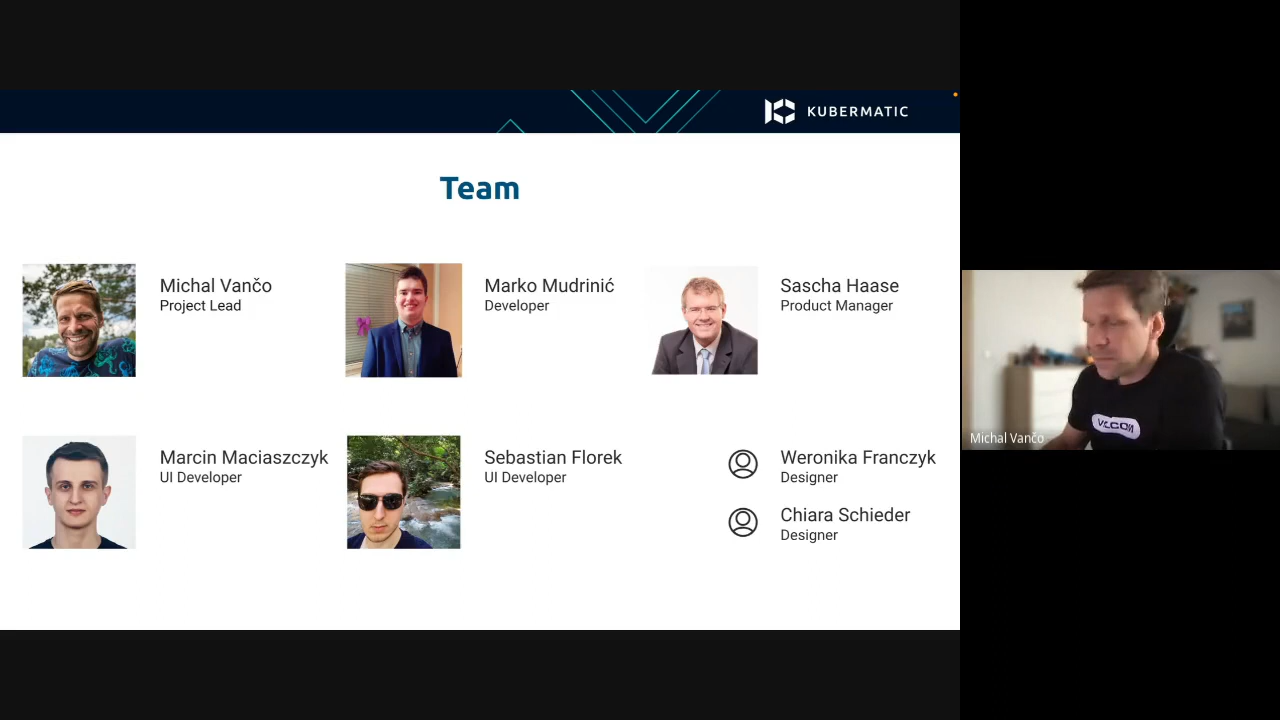 KUBERMATIC
Team
Michal Vančo
Project Lead
Marko Mudrinić
Developer
Sascha Haase
Product Manager
Marcin Maciaszczyk
UI Developer
Sebastian Florek
UI Developer
Weronika Franczyk
Designer
Chiara Schieder
Designer
Michal Vančo